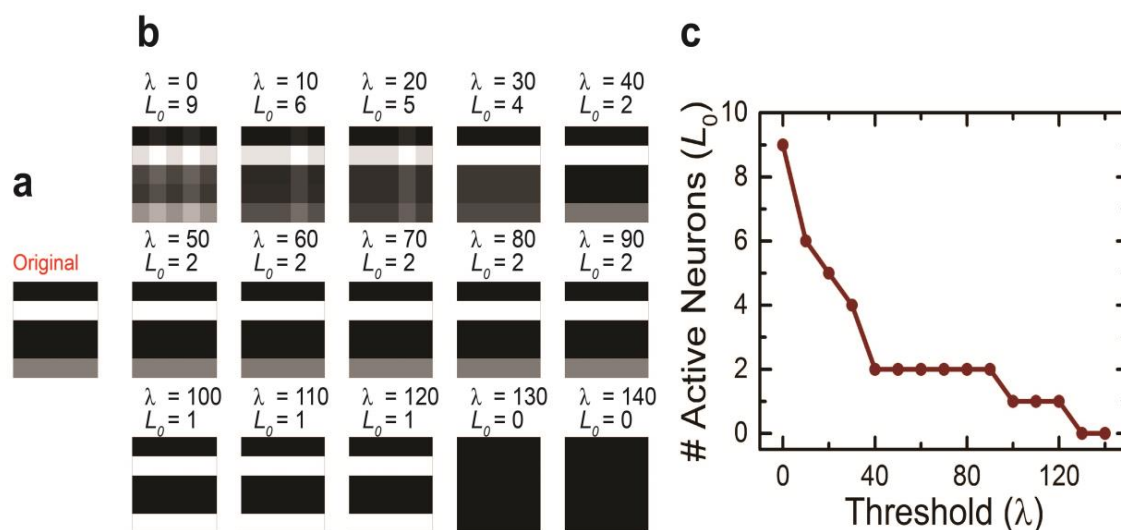 a
Original
b
λ = 0 λ = 10 λ = 20 λ = 30 λ = 40
L0 = 9 L0 = 6 L0 = 5 L0 = 4 L0 = 2
λ = 50 λ = 60 λ = 70 λ = 80 λ = 90
L0 = 2 L0 = 2 L0 = 2 L0 = 2 L0 = 2
λ = 100 λ = 110 λ = 120 λ = 130 λ = 140
L0 = 1 L0 = 1 L0 = 1 L0 = 0 L0 = 0
c
# Active Neurons (L0)
10
8
6
4
2
0
0 40 80 120
Threshold (λ)